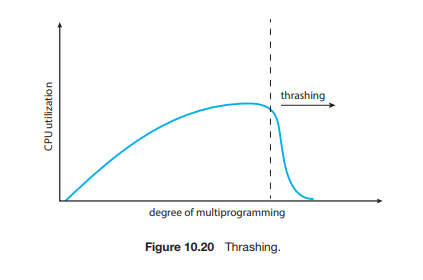 CPU utilization
thrashing
degree of multiprogramming
Figure 10.20 Thrashing.